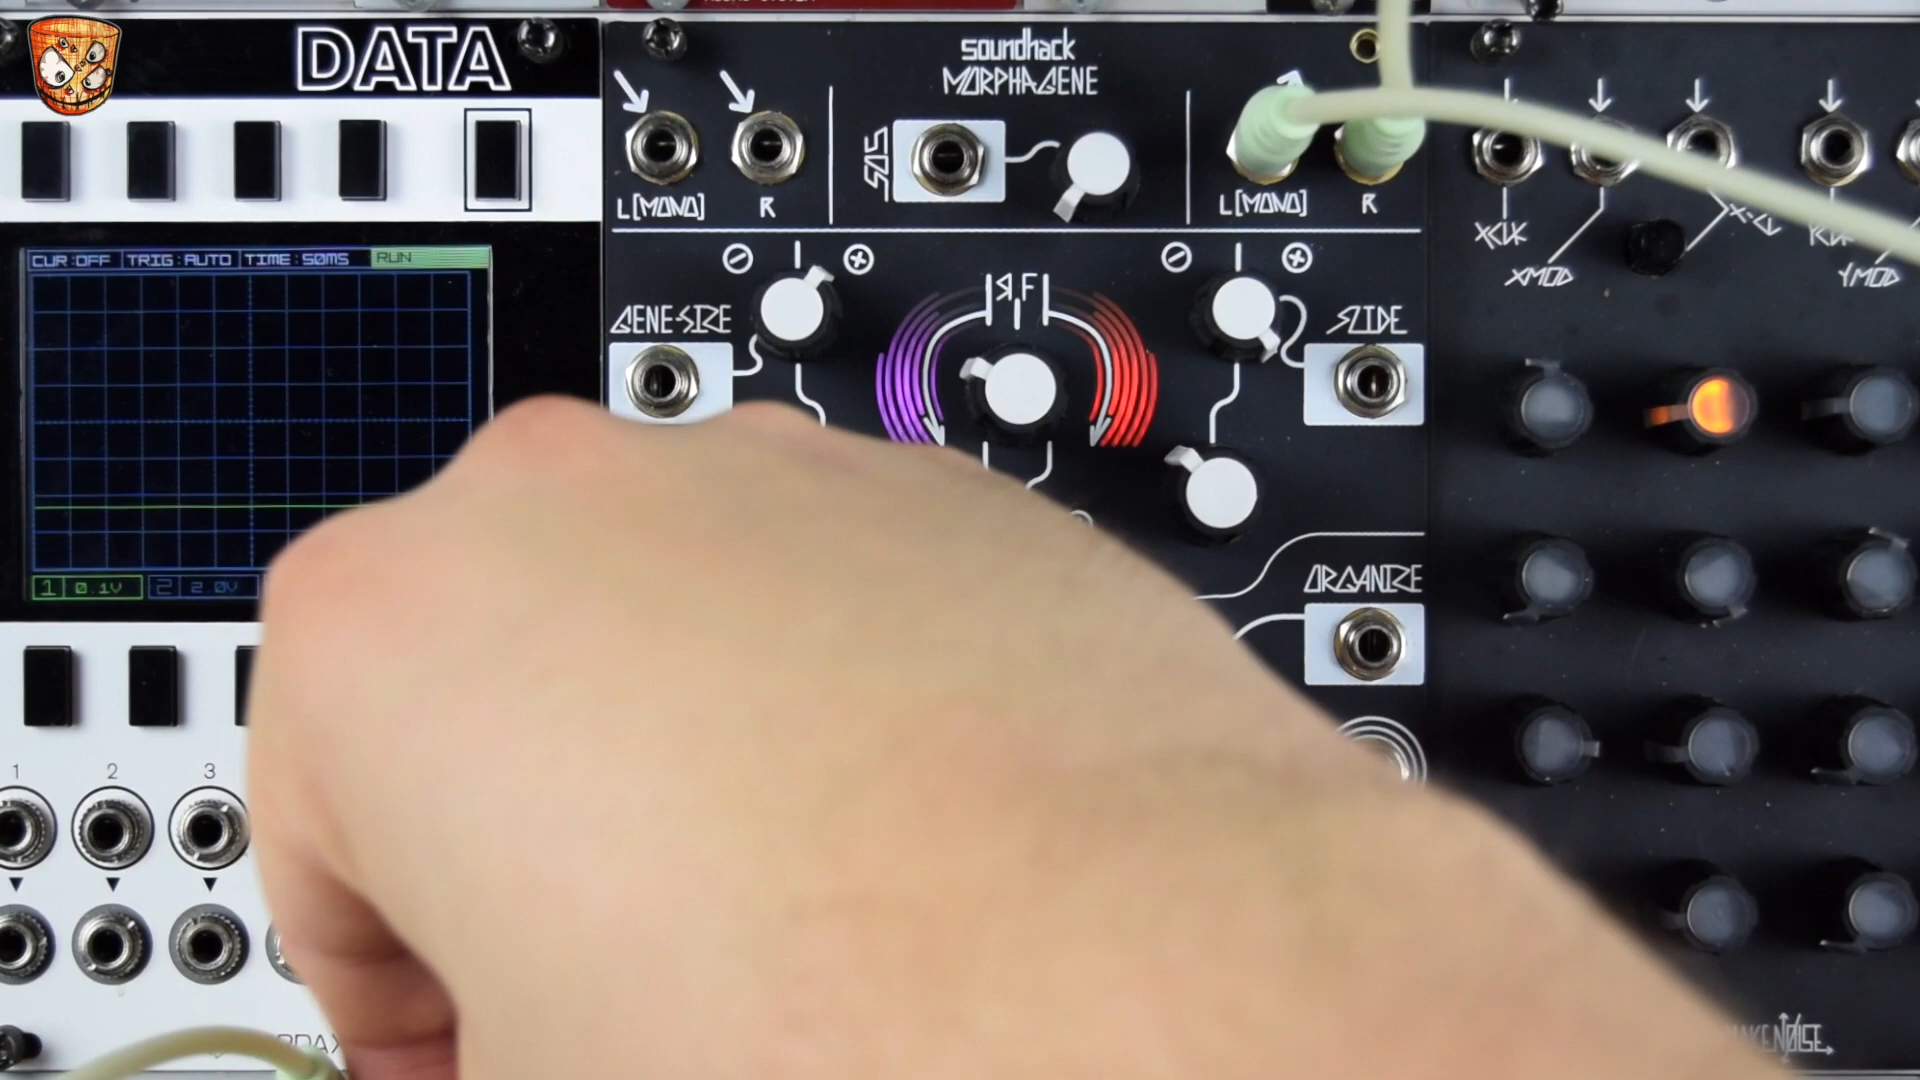 DATA
soundhack
MORPHAGENE
SOS
L[MONO]
R
L[MONO]
R
XCLK
XMOD
YMOD
CUR:OFF TRIG:AUTO TIME:50MS RUN
GENE-SIZE
SLIDE
ORGANIZE
1 0.1V 2 2.0V
1 2 3